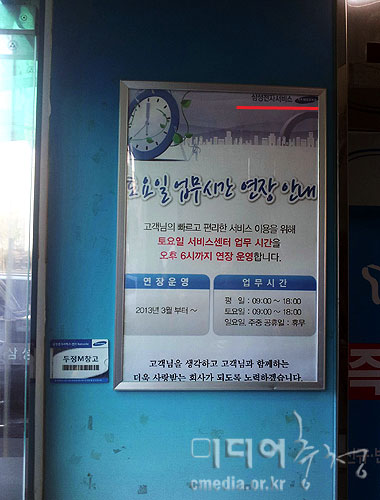 삼성전자서비스 SAMSUNG
토요일 업무시간 연장 안내
고객님의 빠르고 편리한 서비스 이용을 위해
토요일 서비스센터 업무 시간을
오후 6시까지 연장 운영합니다.
연장운영
2013년 3월 부터 ~
업무시간
평 일 : 09:00 ~ 18:00
토요일 : 09:00 ~ 18:00
일요일, 주중 공휴일 : 휴무
고객님을 생각하고 고객님과 함께하는
더욱 사랑받는 회사가 되도록 노력하겠습니다.
두정M창고
삼성
미디어충청
cmedia.or.kr